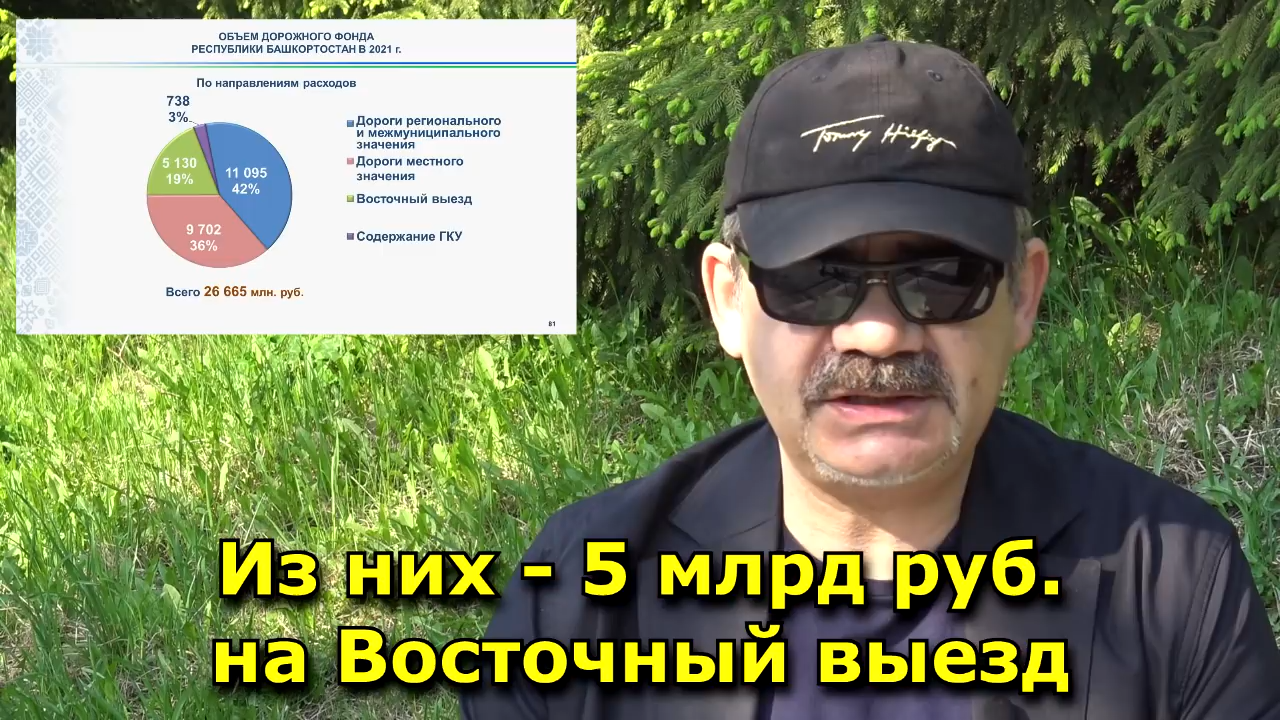 ОБЪЕМ ДОРОЖНОГО ФОНДА
РЕСПУБЛИКИ БАШКОРТОСТАН В 2021 г.
По направлениям расходов
738
3%
5 130
19%
11 095
42%
9 702
36%
Дороги регионального
и межмуниципального
значения
Дороги местного
значения
Восточный выезд
Содержание ГКУ
Всего 26 665 млн. руб.
81
Tommy Hilfiger
Из них - 5 млрд руб.
на Восточный выезд